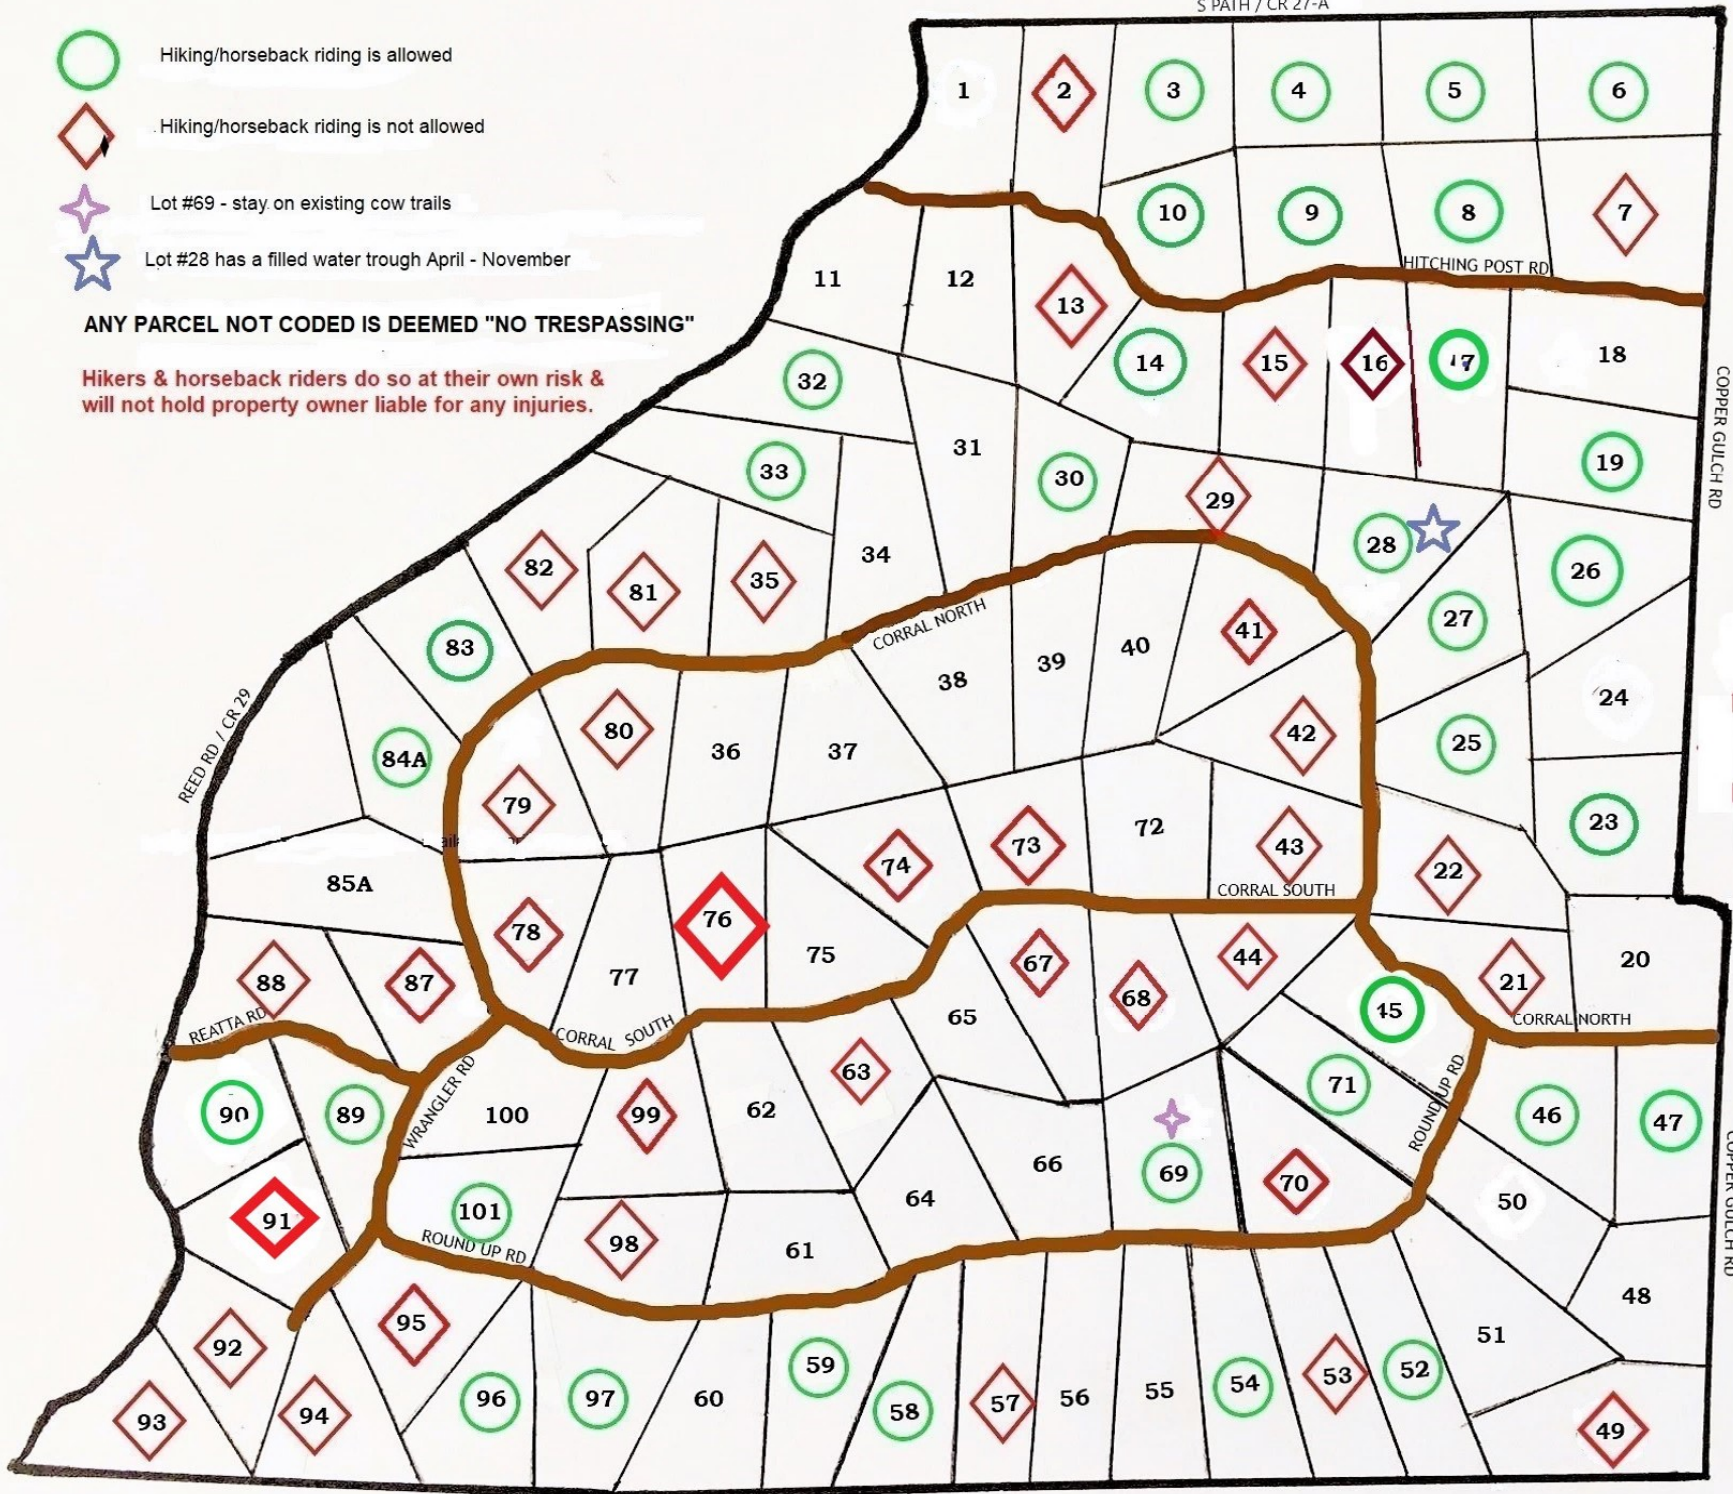 S PATH / CR 27-A
Hiking/horseback riding is allowed
Hiking/horseback riding is not allowed
Lot #69 - stay on existing cow trails
Lot #28 has a filled water trough April - November
ANY PARCEL NOT CODED IS DEEMED "NO TRESPASSING"
Hikers & horseback riders do so at their own risk &
will not hold property owner liable for any injuries.
1 2 3 4 5 6
10 9 8 7
HITCHING POST RD
11 12 13
14 15 16 17 18
COPPER GULCH RD
32 31 30 19
33 29 28 26
82 81 35 34 27
CORRAL NORTH
83 38 39 40 41 24
REED RD / CR 29
84A 80 36 37 42 25
79 73 72 43 23
85A 74 22
CORRAL SOUTH
78 76 75 44 20
88 87 77 67 68 21
REATTA RD
CORRAL SOUTH
65 45
CORRAL NORTH
WRANGLER RD
ROUND UP RD
90 89 100 99 62 63 71 46 47
COPPER GULCH RD
91 101 66 69 70 50
64
ROUND UP RD
98 61 48
92 95 59 51
93 94 96 97 60 58 57 56 55 54 53 52 49